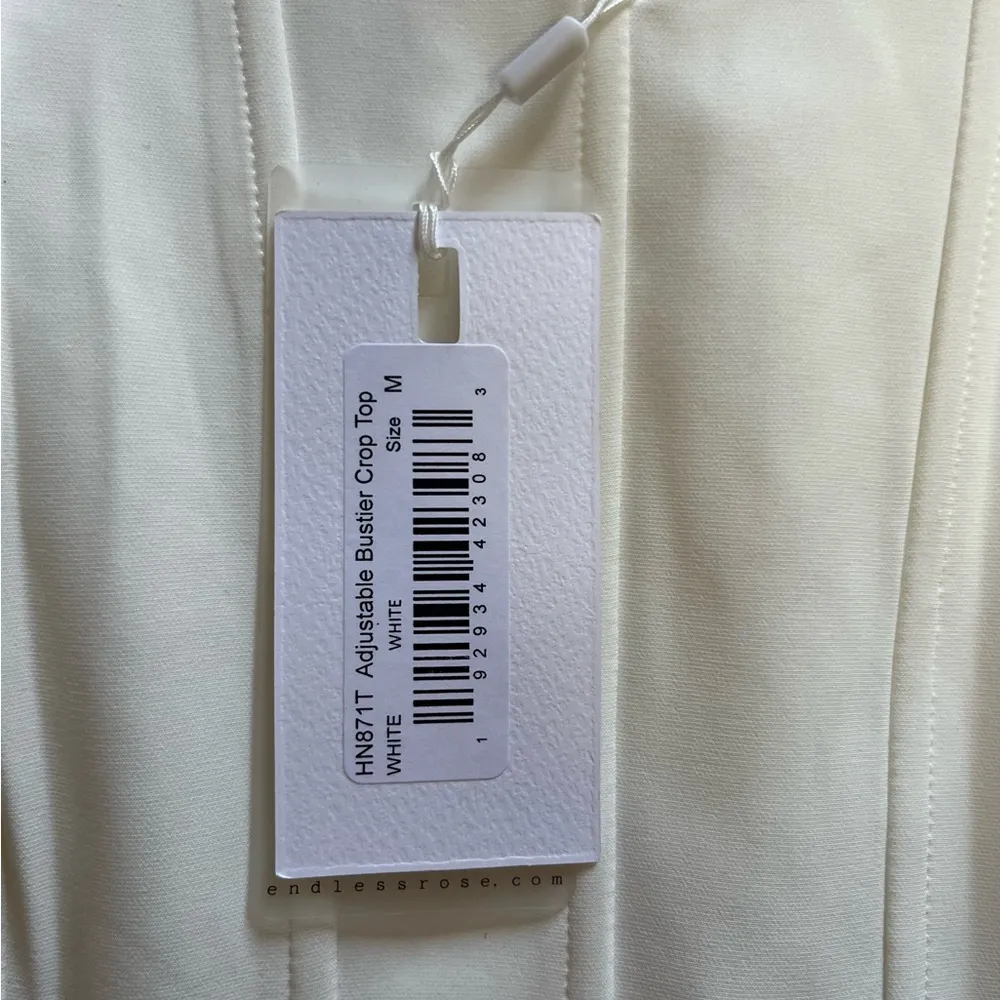 HN871T Adjustable Bustier Crop Top
WHITE WHITE Size M
1 92934 42308 3
endlessrose.com